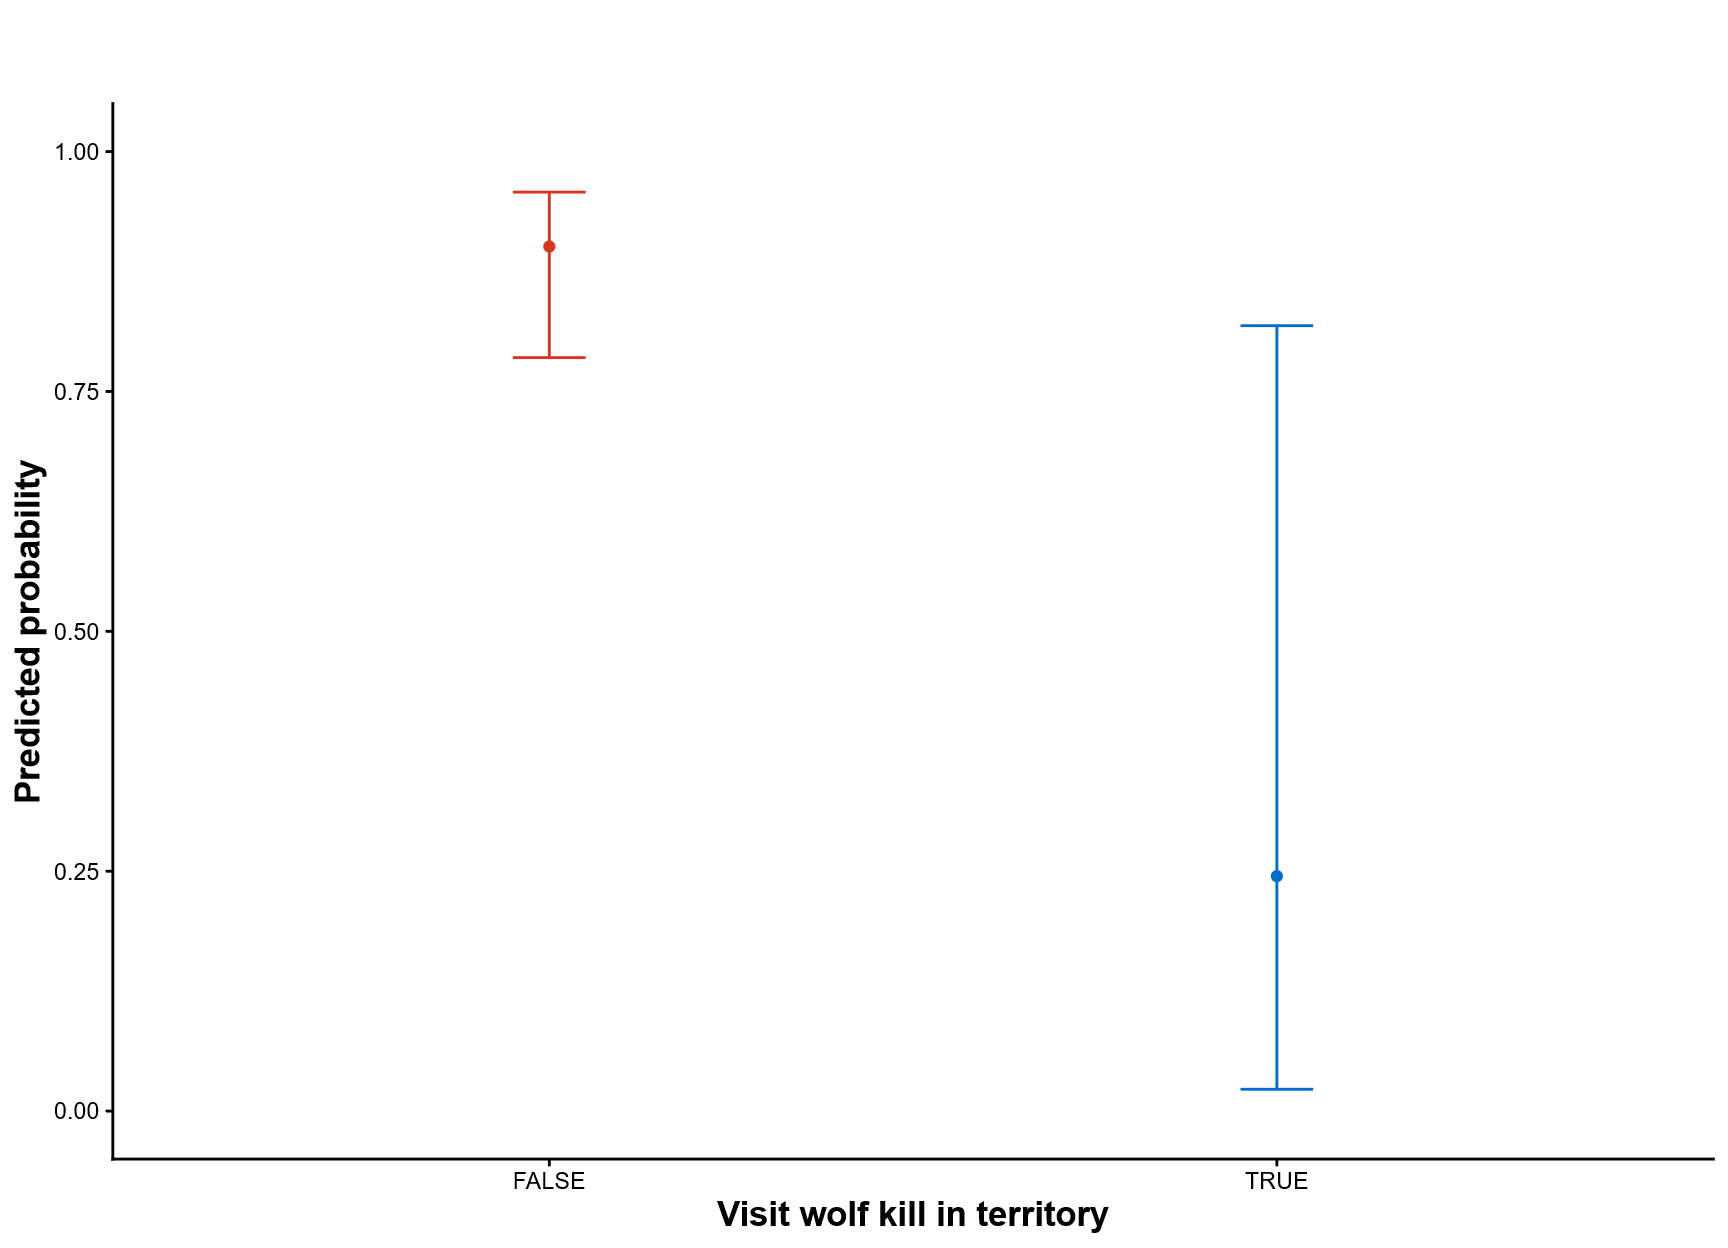 1.00
0.75
0.50
0.25
0.00
Predicted probability
FALSE
TRUE
Visit wolf kill in territory